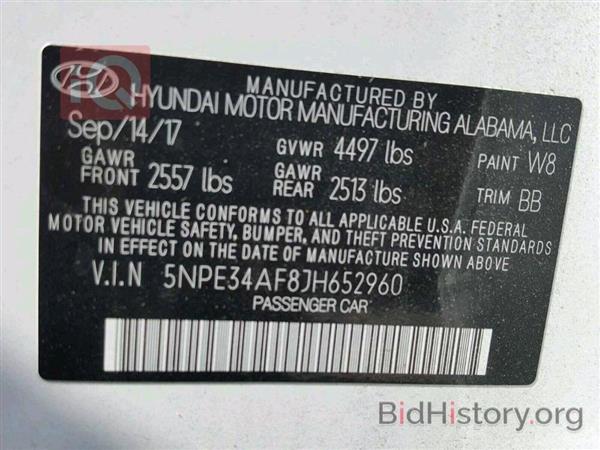 MANUFACTURED BY
HYUNDAI MOTOR MANUFACTURING ALABAMA, LLC
Sep/14/17 GVWR 4497 lbs PAINT W8
GAWR FRONT 2557 lbs GAWR REAR 2513 lbs TRIM BB
THIS VEHICLE CONFORMS TO ALL APPLICABLE U.S.A. FEDERAL
MOTOR VEHICLE SAFETY, BUMPER, AND THEFT PREVENTION STANDARDS
IN EFFECT ON THE DATE OF MANUFACTURE SHOWN ABOVE.
V.I.N 5NPE34AF8JH652960
PASSENGER CAR
BidHistory.org